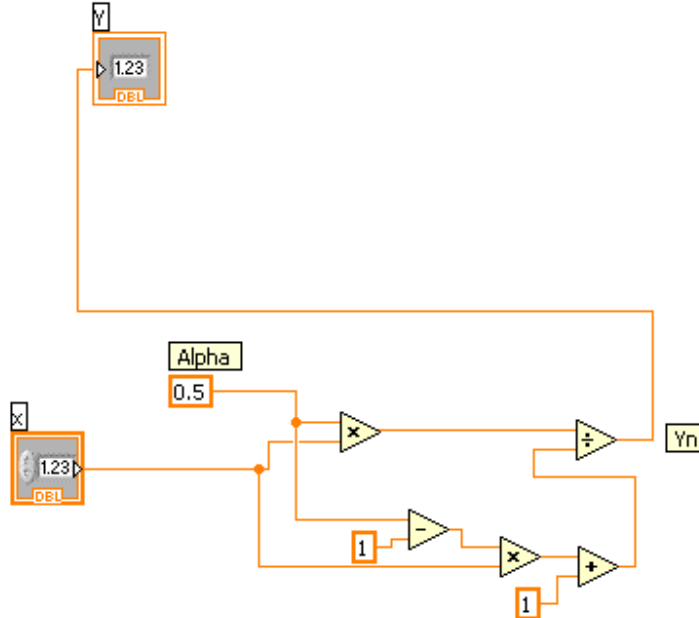 Y
1.23
DBL
Alpha
0.5
x
1.23
DBL
×
÷
Yn
1
−
×
+
1